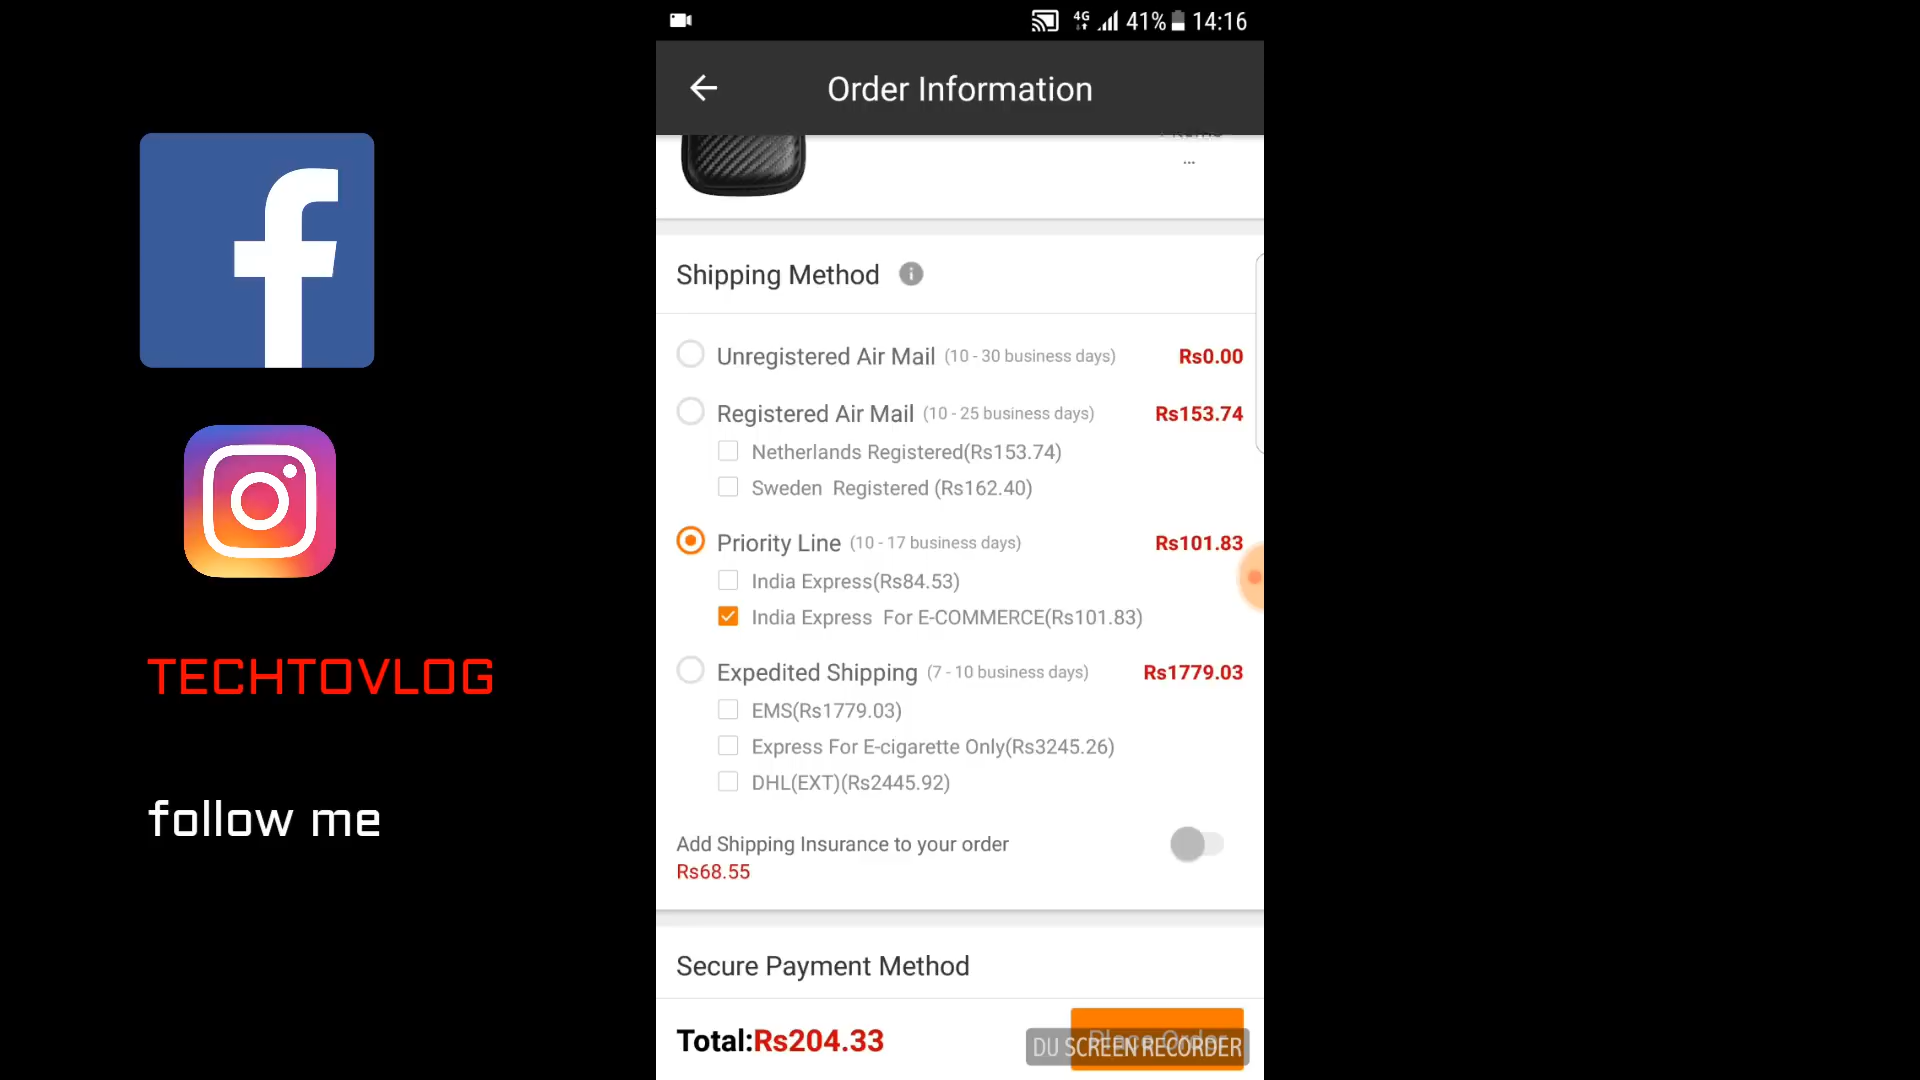 4G 41% 14:16
Order Information
...
Shipping Method
Unregistered Air Mail (10 - 30 business days) Rs0.00
Registered Air Mail (10 - 25 business days) Rs153.74
Netherlands Registered(Rs153.74)
Sweden Registered (Rs162.40)
Priority Line (10 - 17 business days) Rs101.83
India Express(Rs84.53)
India Express For E-COMMERCE(Rs101.83)
Expedited Shipping (7 - 10 business days) Rs1779.03
EMS(Rs1779.03)
Express For E-cigarette Only(Rs3245.26)
DHL(EXT)(Rs2445.92)
Add Shipping Insurance to your order
Rs68.55
Secure Payment Method
Total:Rs204.33
Place Order
DU SCREEN RECORDER
TECHTOVLOG
follow me